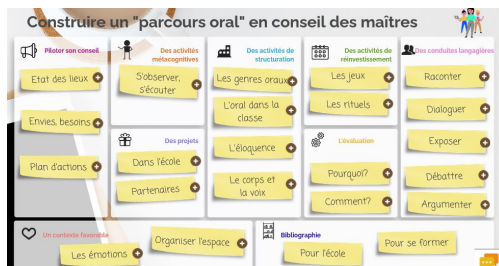 Construire un "parcours oral" en conseil des maîtres
Piloter son conseil
Etat des lieux
Envies, besoins
Plan d'actions
Des activités
métacognitives
S'observer,
s'écouter
Des projets
Dans l'école
Partenaires
Des activités de
structuration
Les genres oraux
L'oral dans la
classe
L'éloquence
Le corps et
la voix
Des activités de
réinvestissement
Les jeux
Les rituels
L'évaluation
Pourquoi?
Comment?
Des conduites langagières
Raconter
Dialoguer
Exposer
Débattre
Argumenter
Un contexte favorable
Les émotions
Organiser l'espace
Bibliographie
Pour l'école
Pour se former